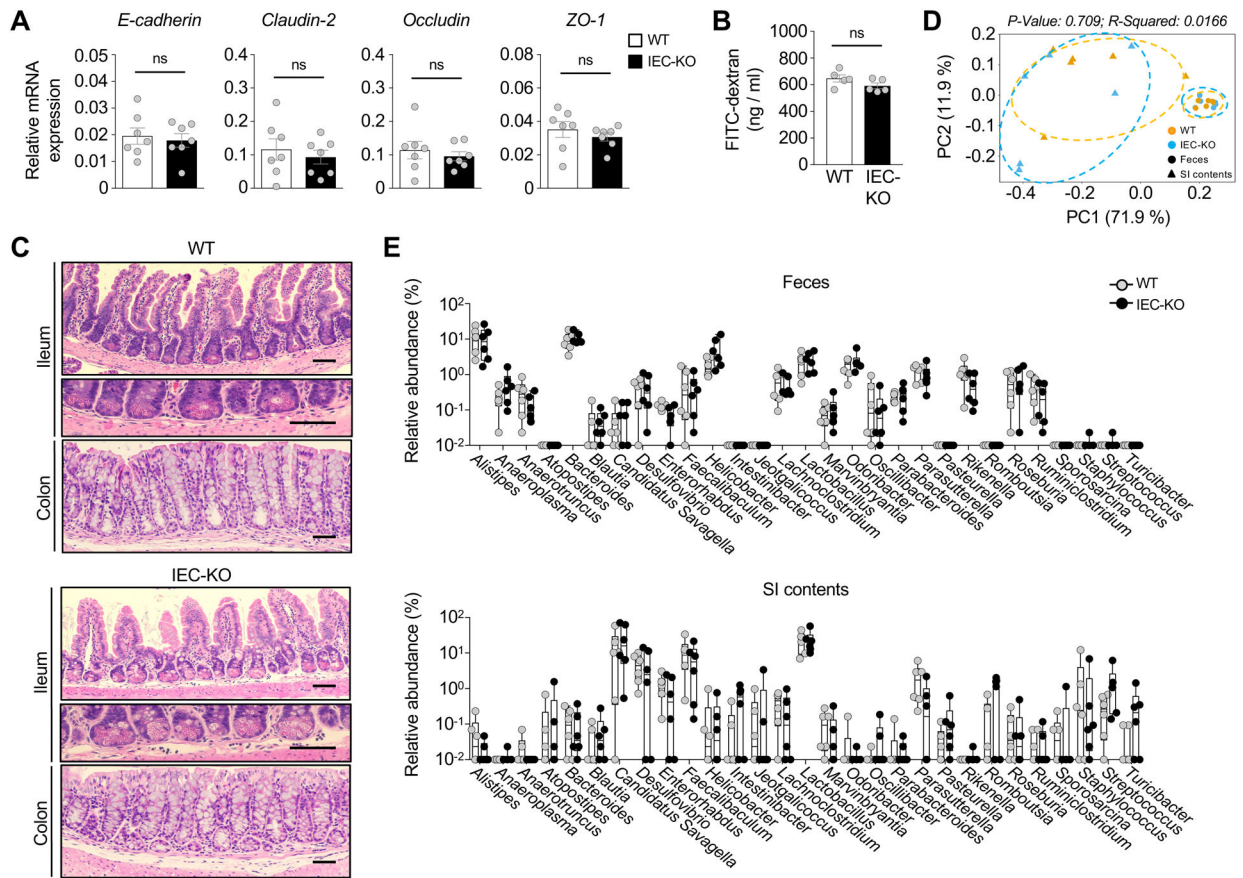 A
E-cadherin
Claudin-2
Occludin
ZO-1
Relative mRNA
expression
0.05
0.04
0.03
0.02
0.01
0
ns
0.4
0.3
0.2
0.1
0
ns
0.4
0.3
0.2
0.1
0
ns
0.08
0.06
0.04
0.02
0
ns
WT
IEC-KO
B
FITC-dextran
(ng / ml)
1000
800
600
400
200
0
ns
WT
IEC-
KO
D
P-Value: 0.709; R-Squared: 0.0166
PC2 (11.9 %)
0.2
0.1
0.0
-0.1
-0.2
-0.4
-0.2
0.0
0.2
PC1 (71.9 %)
WT
IEC-KO
Feces
SI contents
C
WT
Ileum
Colon
IEC-KO
Ileum
Colon
E
Feces
WT
IEC-KO
Relative abundance (%)
10²
10¹
10⁰
10⁻¹
10⁻²
Alistipes
Anaeroplasma
Anaerotruncus
Atopostipes
Bacteroides
Blautia
Candidatus Savagella
Desulfovibrio
Enterorhabdus
Faecalibaculum
Helicobacter
Intestinibacter
Jeotgalicoccus
Lachnoclostridium
Lactobacillus
Marvinbryantia
Odoribacter
Oscillibacter
Parabacteroides
Parasutterella
Pasteurella
Rikenella
Romboutsia
Roseburia
Ruminiclostridium
Sporosarcina
Staphylococcus
Streptococcus
Turicibacter
SI contents
Relative abundance (%)
10²
10¹
10⁰
10⁻¹
10⁻²
Alistipes
Anaeroplasma
Anaerotruncus
Atopostipes
Bacteroides
Blautia
Candidatus Savagella
Desulfovibrio
Enterorhabdus
Faecalibaculum
Helicobacter
Intestinibacter
Jeotgalicoccus
Lachnoclostridium
Lactobacillus
Marvinbryantia
Odoribacter
Oscillibacter
Parabacteroides
Parasutterella
Pasteurella
Rikenella
Romboutsia
Roseburia
Ruminiclostridium
Sporosarcina
Staphylococcus
Streptococcus
Turicibacter